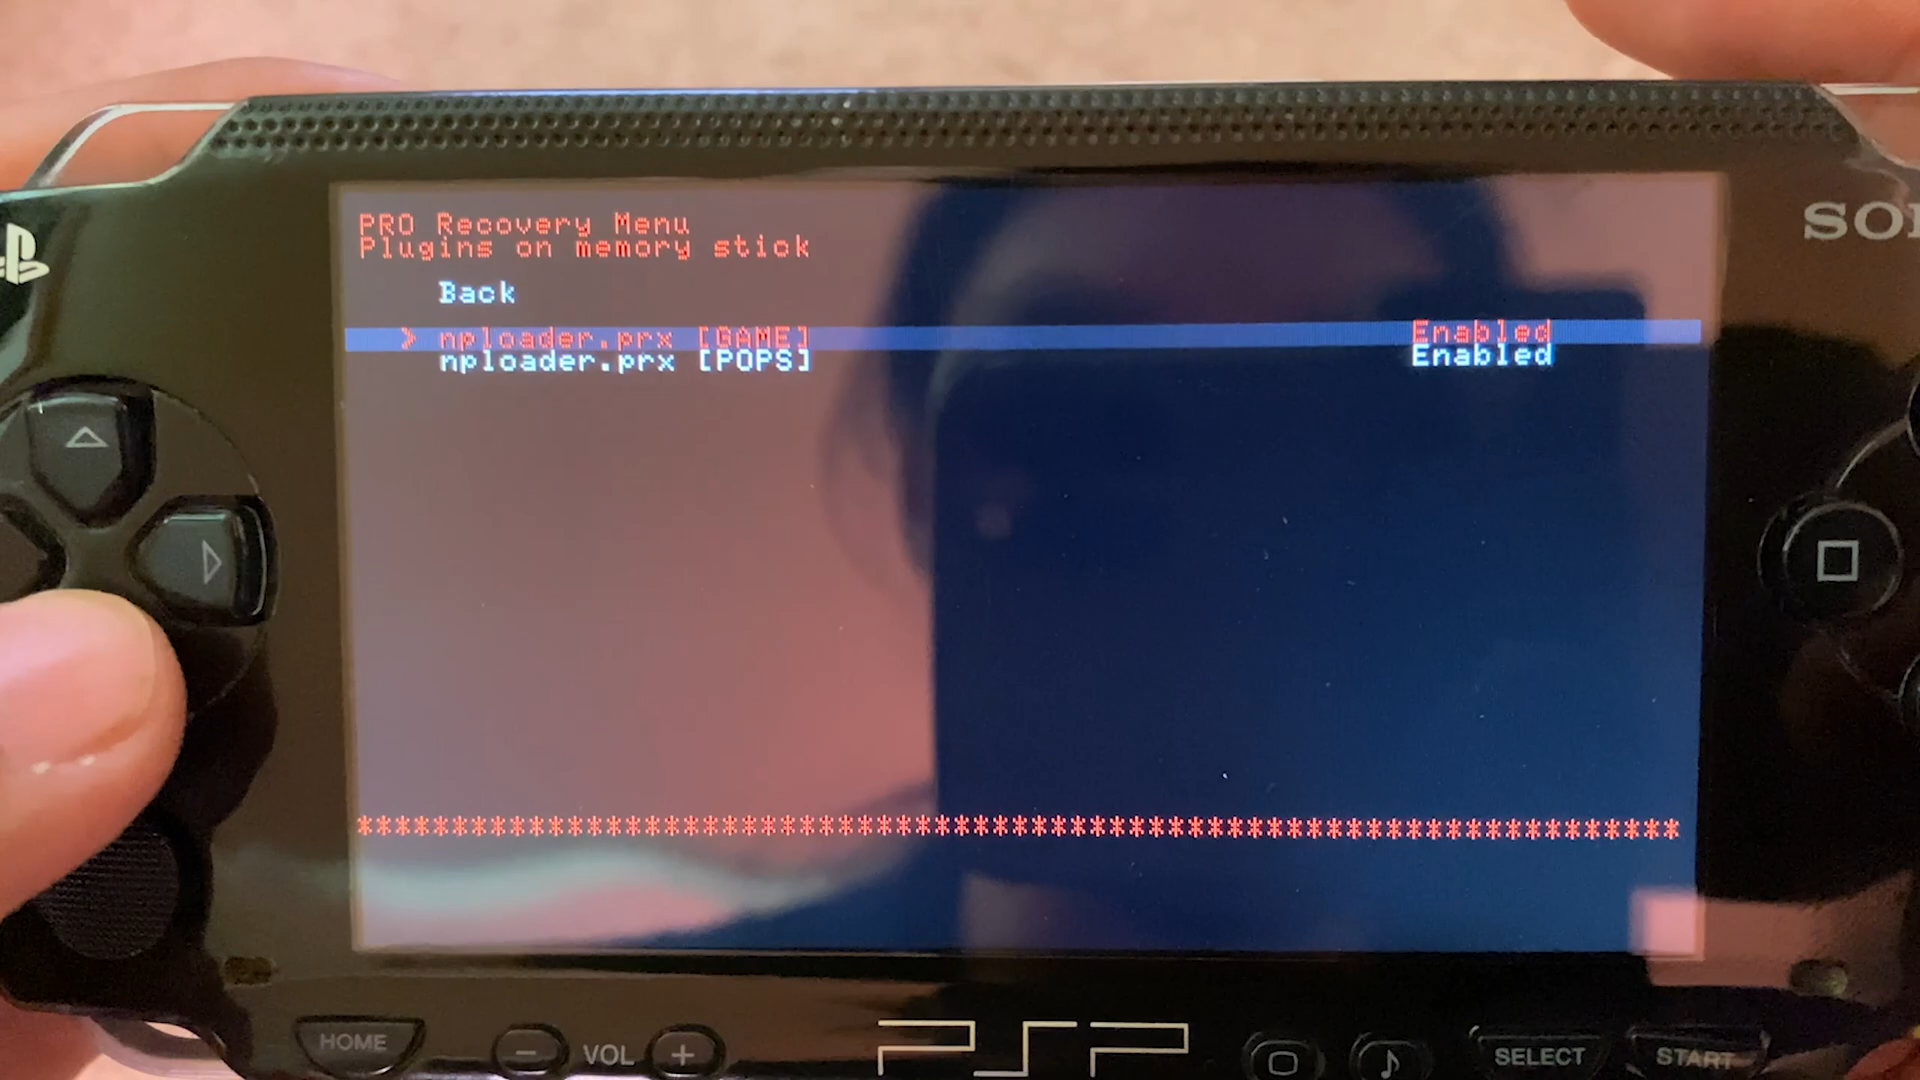 SO
PRO Recovery Menu
Plugins on memory stick
Back
> nploader.prx [GAME] Enabled
nploader.prx [POPS] Enabled
**********************************************************************
HOME
VOL
PSP
SELECT
START